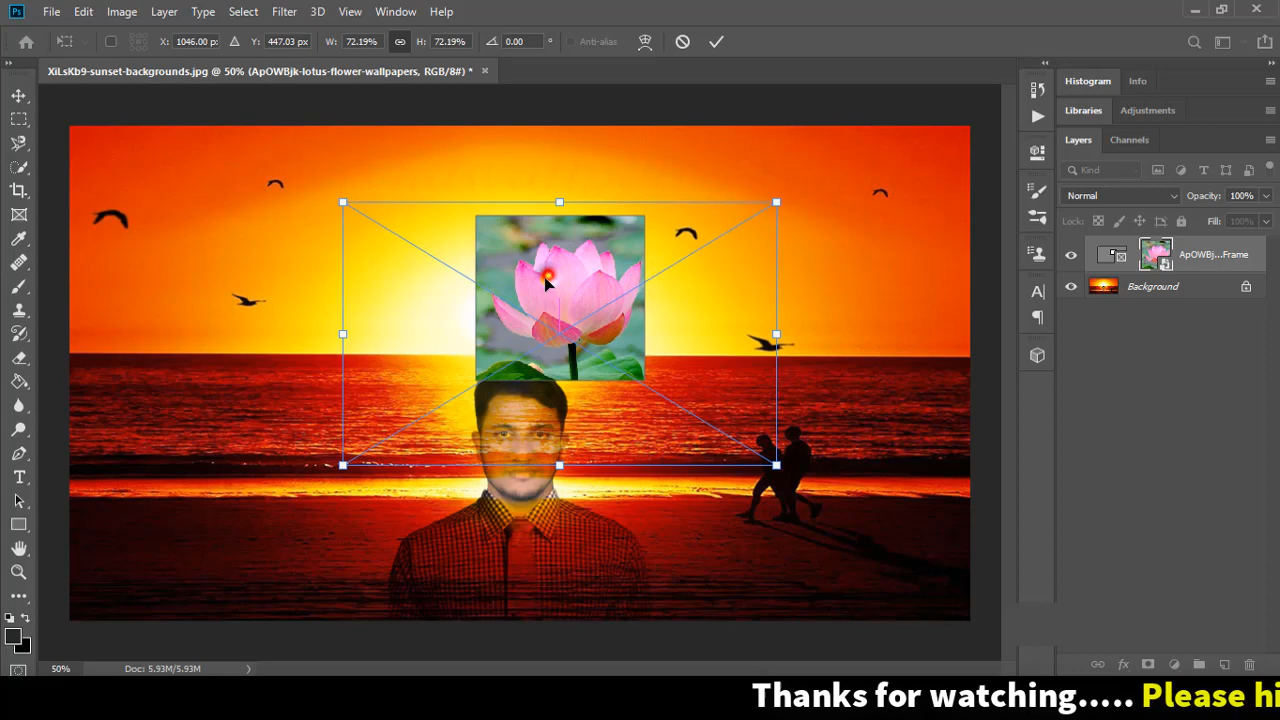 Ps File Edit Image Layer Type Select Filter 3D View Window Help
X: 1046.00 px Y: 447.03 px W: 72.19% H: 72.19% 0.00 ° Anti-alias
XiLsKb9-sunset-backgrounds.jpg @ 50% (ApOWBjk-lotus-flower-wallpapers, RGB/8#) * ×
Histogram Info
Libraries Adjustments
Layers Channels
Kind
Normal Opacity: 100%
Lock: Fill: 100%
ApOWBj...Frame
Background
50% Doc: 5.93M/5.93M
Thanks for watching..... Please hi